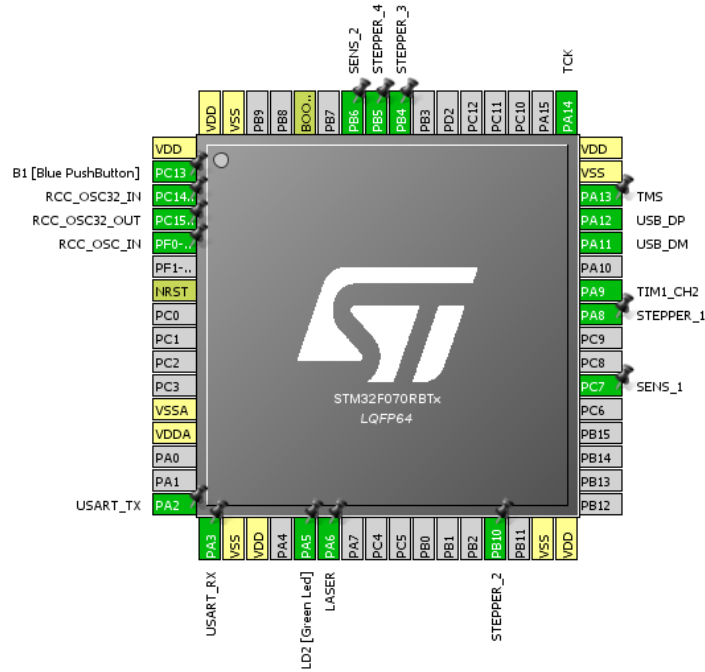 SENS_2
STEPPER_4
STEPPER_3
TCK
VDD
VSS
PB9
PB8
BOO..
PB7
PB6
PB5
PB4
PB3
PD2
PC12
PC11
PC10
PA15
PA14
VDD
B1 [Blue PushButton] PC13
RCC_OSC32_IN PC14..
RCC_OSC32_OUT PC15..
RCC_OSC_IN PF0-..
PF1-..
NRST
PC0
PC1
PC2
PC3
VSSA
VDDA
PA0
PA1
USART_TX PA2
VDD
VSS
PA13 TMS
PA12 USB_DP
PA11 USB_DM
PA10
PA9 TIM1_CH2
PA8 STEPPER_1
PC9
PC8
PC7 SENS_1
PC6
PB15
PB14
PB13
PB12
ST
STM32F070RBTx
LQFP64
PA3
VSS
VDD
PA4
PA5
PA6
PA7
PC4
PC5
PB0
PB1
PB2
PB10
PB11
VSS
VDD
USART_RX
LD2 [Green Led]
LASER
STEPPER_2